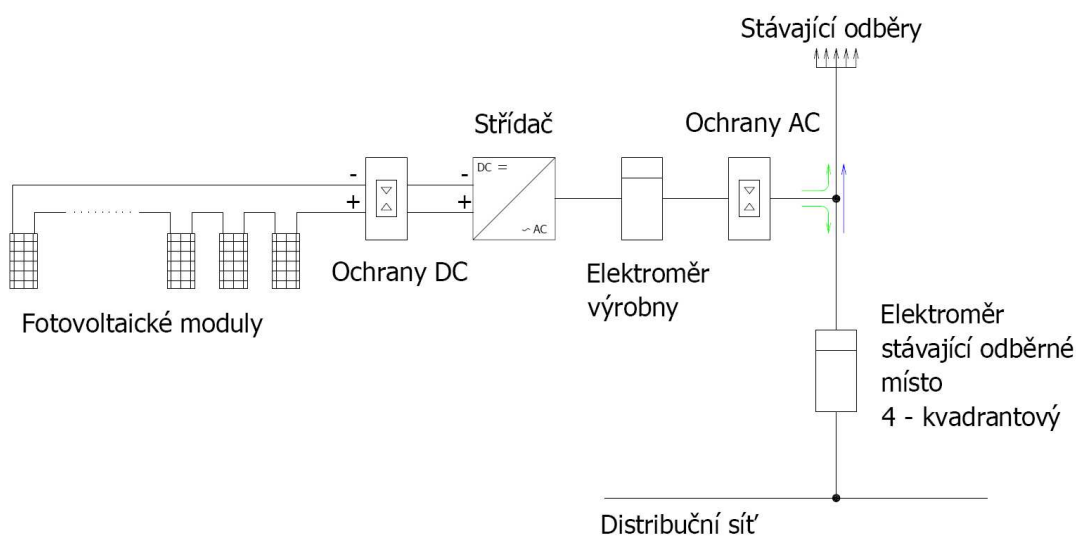 Stávající odběry
Střídač
Ochrany AC
-
-
DC =
+
+
~ AC
Ochrany DC
Elektroměr
výrobny
Fotovoltaické moduly
Elektroměr
stávající odběrné
místo
4 - kvadrantový
Distribuční síť